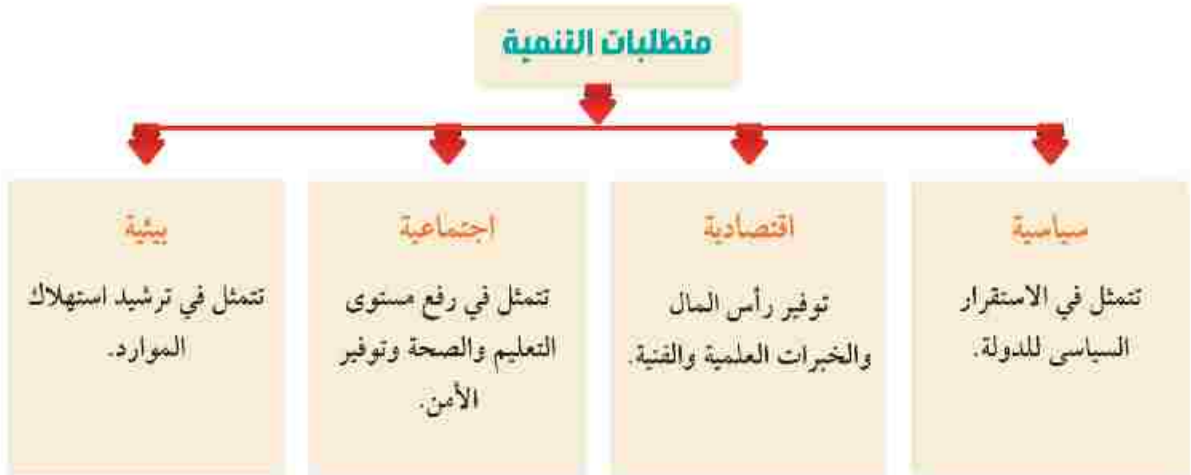 متطلبات التنمية
سياسية
تتمثل في الاستقرار
السياسى للدولة.
اقتصادية
توفير رأس المال
والخبرات العلمية والفنية.
اجتماعية
تتمثل في رفع مستوى
التعليم والصحة وتوفير
الأمن.
بيئية
تتمثل في ترشيد استهلاك
الموارد.